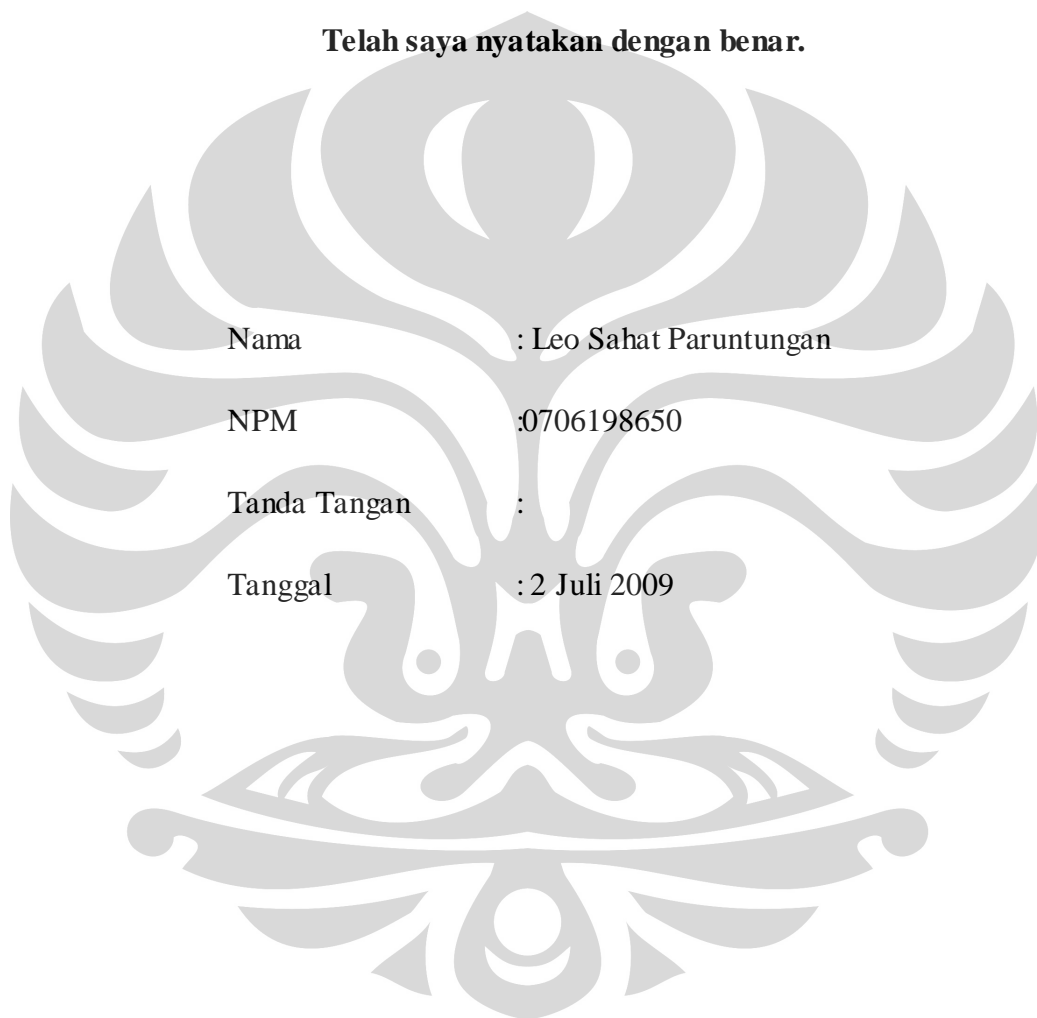 Telah saya nyatakan dengan benar.
Nama : Leo Sahat Paruntungan
NPM :0706198650
Tanda Tangan :
Tanggal : 2 Juli 2009